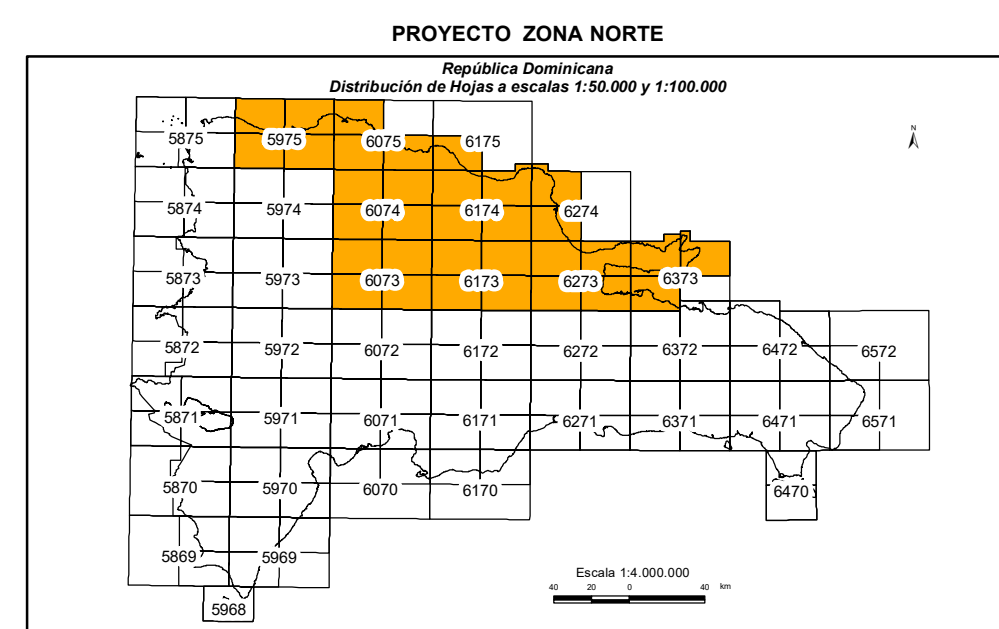 PROYECTO ZONA NORTE
República Dominicana
Distribución de Hojas a escalas 1:50.000 y 1:100.000
N
5875 5975 6075 6175
5874 5974 6074 6174 6274
5873 5973 6073 6173 6273 6373
5872 5972 6072 6172 6272 6372 6472 6572
5871 5971 6071 6171 6271 6371 6471 6571
5870 5970 6070 6170 6470
5869 5969
Escala 1:4.000.000
40 20 0 40 km
5968